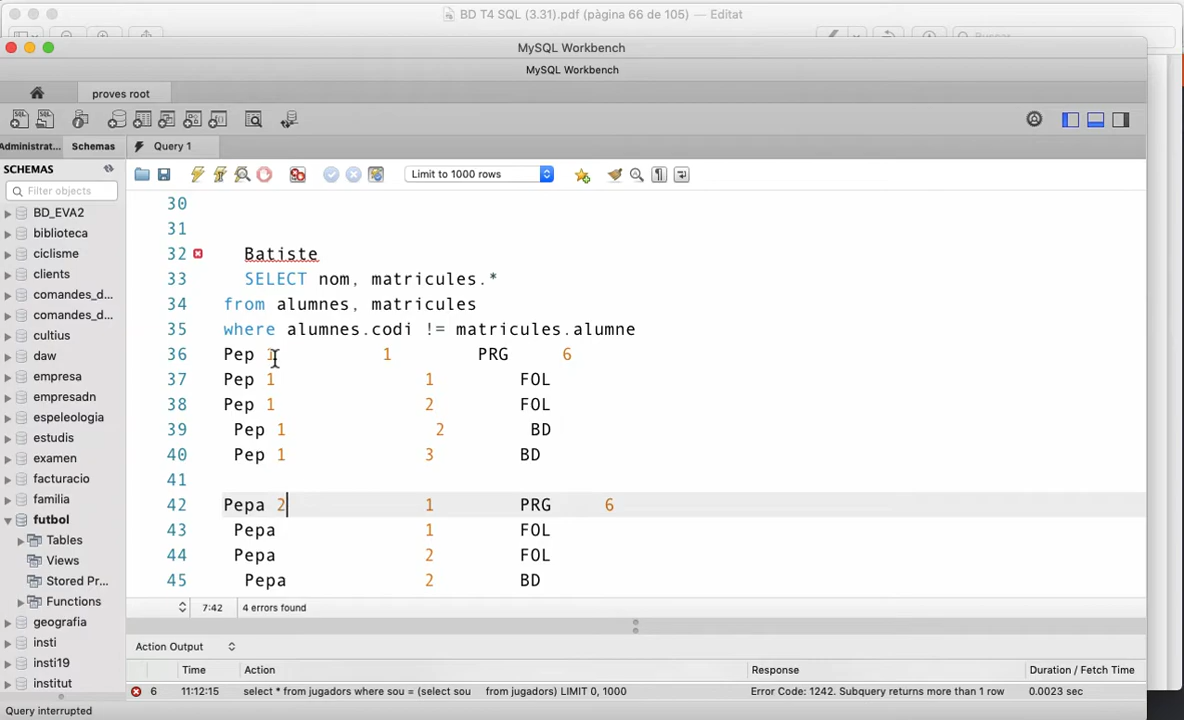 BD T4 SQL (3.31).pdf (pàgina 66 de 105) — Editat
MySQL Workbench
MySQL Workbench
proves root
Administrat... Schemas Query 1
SCHEMAS
Filter objects
Limit to 1000 rows
BD_EVA2
biblioteca
ciclisme
clients
comandes_d...
comandes_d...
cultius
daw
empresa
empresadn
espeleologia
estudis
examen
facturacio
familia
futbol
Tables
Views
Stored Pr...
Functions
geografia
insti
insti19
institut
30
31
32 Batiste
33 SELECT nom, matricules.*
34 from alumnes, matricules
35 where alumnes.codi != matricules.alumne
36 Pep 1 1 PRG 6
37 Pep 1 1 FOL
38 Pep 1 2 FOL
39 Pep 1 2 BD
40 Pep 1 3 BD
41
42 Pepa 2 1 PRG 6
43 Pepa 1 FOL
44 Pepa 2 FOL
45 Pepa 2 BD
7:42 4 errors found
Action Output
Time Action Response Duration / Fetch Time
6 11:12:15 select * from jugadors where sou = (select sou from jugadors) LIMIT 0, 1000 Error Code: 1242. Subquery returns more than 1 row 0.0023 sec
Query interrupted